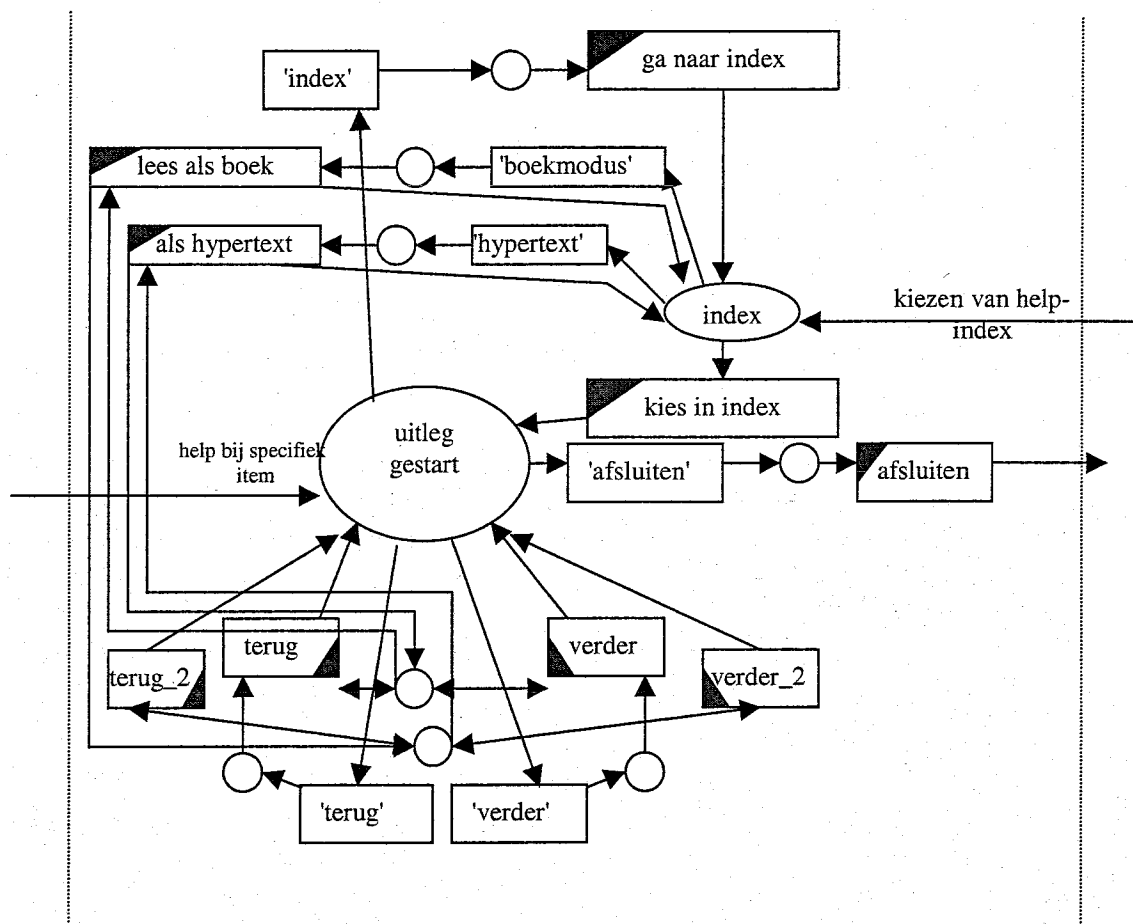 'index'
ga naar index
lees als boek
'boekmodus'
als hypertext
'hypertext'
index
kiezen van help-
index
kies in index
uitleg
gestart
help bij specifiek
item
'afsluiten'
afsluiten
terug
verder
terug_2
verder_2
'terug'
'verder'